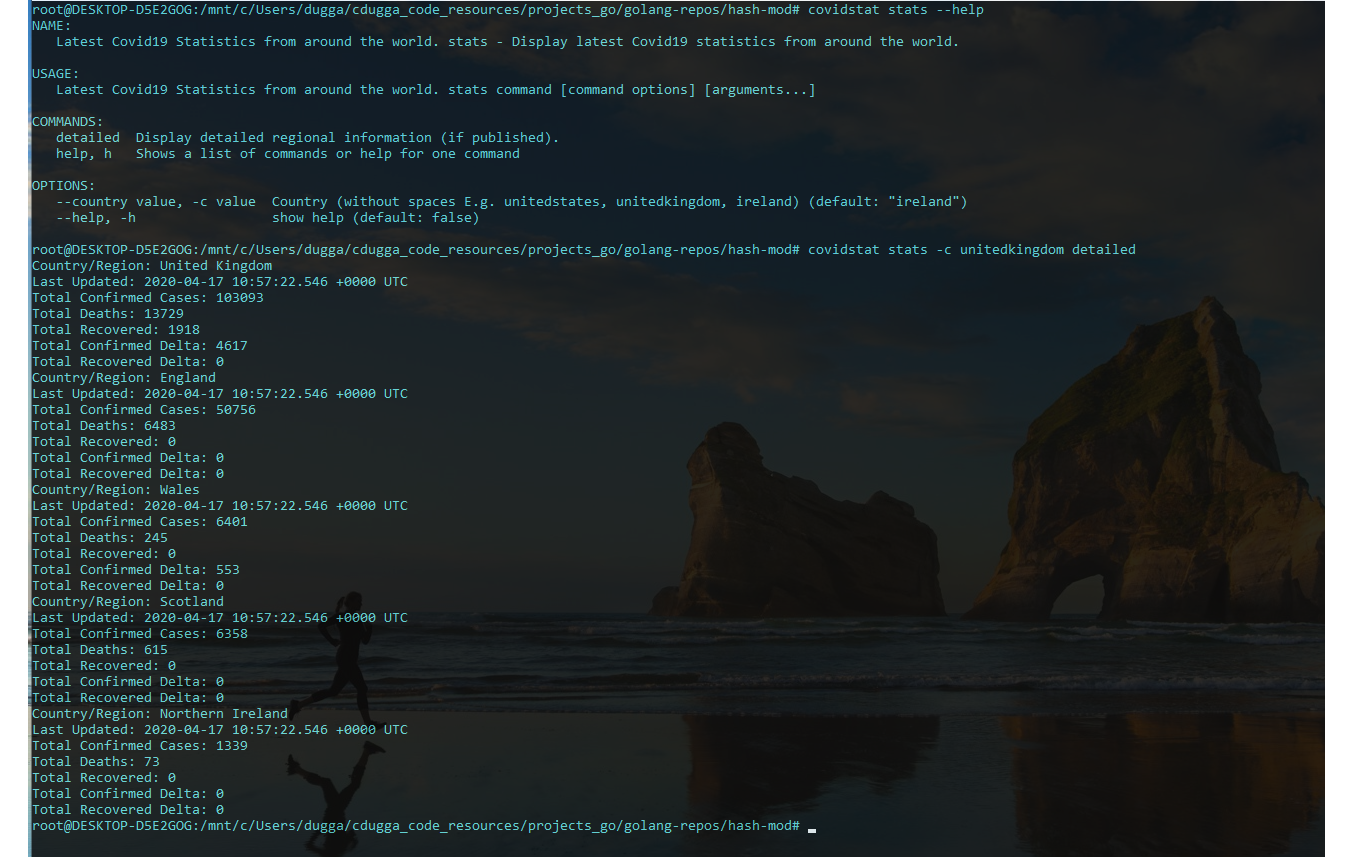 root@DESKTOP-D5E2GOG:/mnt/c/Users/dugga/cdugga_code_resources/projects_go/golang-repos/hash-mod# covidstat stats --help
NAME:
   Latest Covid19 Statistics from around the world. stats - Display latest Covid19 statistics from around the world.
USAGE:
   Latest Covid19 Statistics from around the world. stats command [command options] [arguments...]
COMMANDS:
   detailed  Display detailed regional information (if published).
   help, h   Shows a list of commands or help for one command
OPTIONS:
   --country value, -c value  Country (without spaces E.g. unitedstates, unitedkingdom, ireland) (default: "ireland")
   --help, -h                 show help (default: false)
root@DESKTOP-D5E2GOG:/mnt/c/Users/dugga/cdugga_code_resources/projects_go/golang-repos/hash-mod# covidstat stats -c unitedkingdom detailed
Country/Region: United Kingdom
Last Updated: 2020-04-17 10:57:22.546 +0000 UTC
Total Confirmed Cases: 103093
Total Deaths: 13729
Total Recovered: 1918
Total Confirmed Delta: 4617
Total Recovered Delta: 0
Country/Region: England
Last Updated: 2020-04-17 10:57:22.546 +0000 UTC
Total Confirmed Cases: 50756
Total Deaths: 6483
Total Recovered: 0
Total Confirmed Delta: 0
Total Recovered Delta: 0
Country/Region: Wales
Last Updated: 2020-04-17 10:57:22.546 +0000 UTC
Total Confirmed Cases: 6401
Total Deaths: 245
Total Recovered: 0
Total Confirmed Delta: 553
Total Recovered Delta: 0
Country/Region: Scotland
Last Updated: 2020-04-17 10:57:22.546 +0000 UTC
Total Confirmed Cases: 6358
Total Deaths: 615
Total Recovered: 0
Total Confirmed Delta: 0
Total Recovered Delta: 0
Country/Region: Northern Ireland
Last Updated: 2020-04-17 10:57:22.546 +0000 UTC
Total Confirmed Cases: 1339
Total Deaths: 73
Total Recovered: 0
Total Confirmed Delta: 0
Total Recovered Delta: 0
root@DESKTOP-D5E2GOG:/mnt/c/Users/dugga/cdugga_code_resources/projects_go/golang-repos/hash-mod#